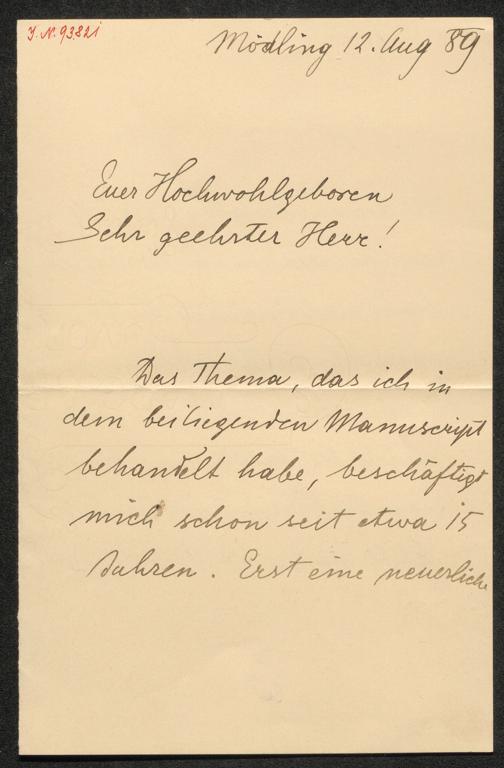 J. N. 93821
Mödling 12. Aug 89
Euer Hochwohlgeboren
Sehr geehrter Herr!
Das Thema, das ich in
dem beiliegenden Manuscript
behandelt habe, beschäftigt
mich schon seit etwa 15
Jahren. Erst eine neuerliche